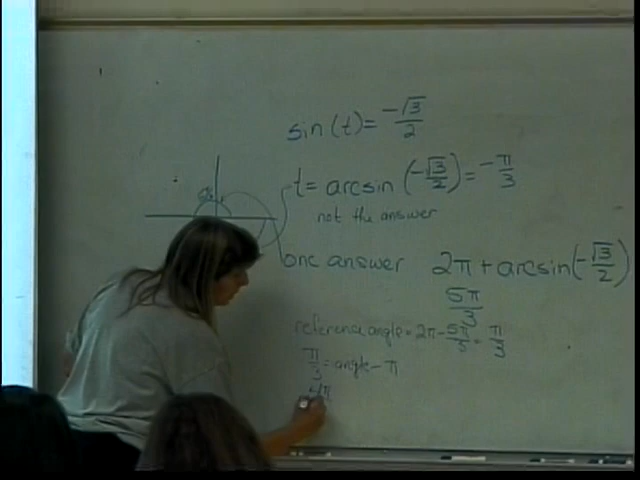 sin(t) = -√3/2
t = arcsin(-√3/2) = -π/3
not the answer
one answer 2π + arcsin(-√3/2)
5π/3
reference angle = 2π - 5π/3 = π/3
π/3 = angle - π
4π